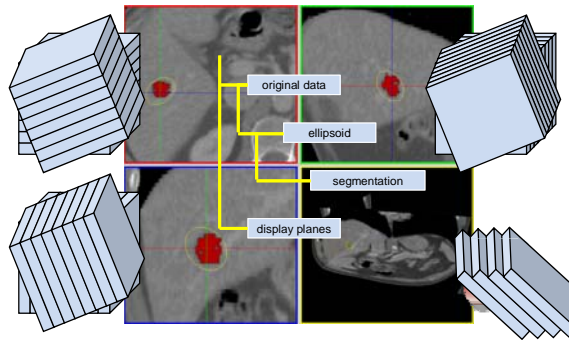 original data
ellipsoid
segmentation
display planes